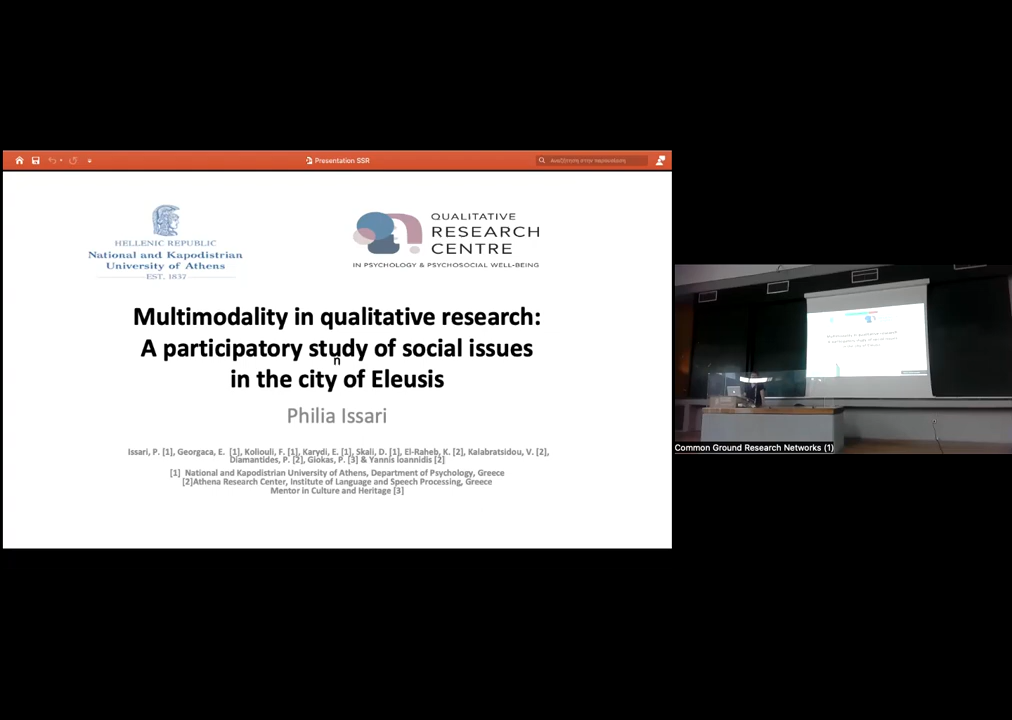 Presentation SSR
Αναζήτηση στην παρουσίαση
HELLENIC REPUBLIC
National and Kapodistrian
University of Athens
EST. 1837
QUALITATIVE
RESEARCH
CENTRE
IN PSYCHOLOGY & PSYCHOSOCIAL WELL-BEING
Multimodality in qualitative research:
A participatory study of social issues
n
in the city of Eleusis
Philia Issari
Issari, P. [1], Georgaca, E. [1], Koliouli, F. [1], Karydi, E. [1], Skali, D. [1], El-Raheb, K. [2], Kalabratsidou, V. [2],
Diamantides, P. [2], Giokas, P. [3] & Yannis Ioannidis [2]
[1] National and Kapodistrian University of Athens, Department of Psychology, Greece
[2]Athena Research Center, Institute of Language and Speech Processing, Greece
Mentor in Culture and Heritage [3]
Common Ground Research Networks (1)